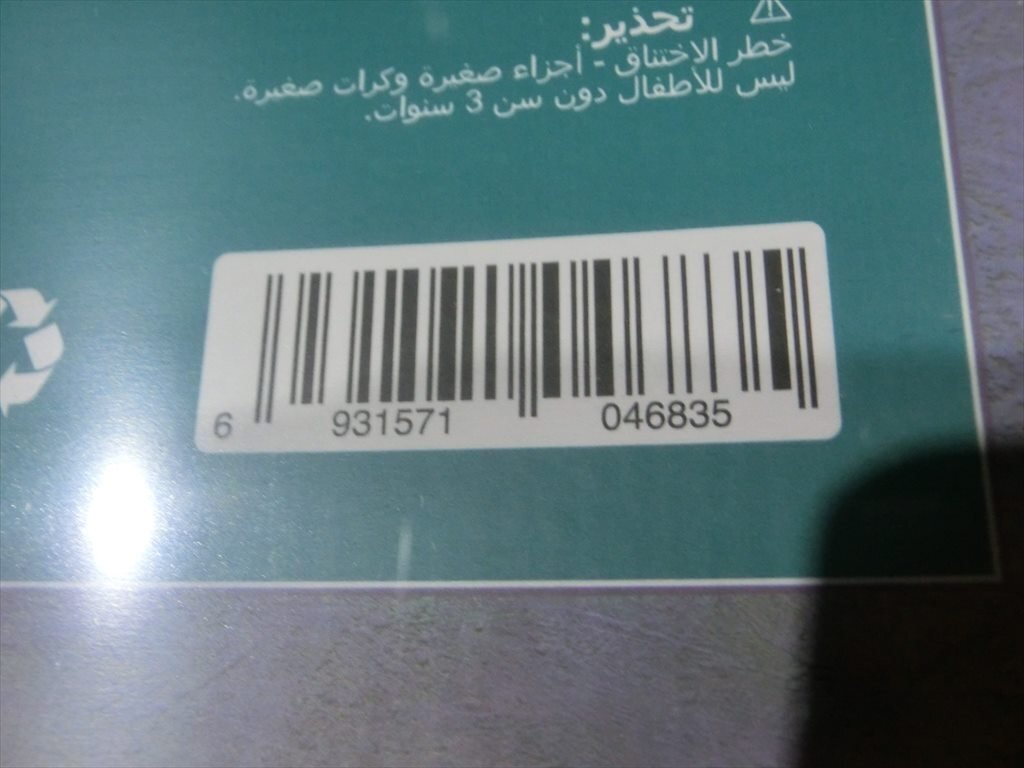 تحذير:
خطر الاختناق - أجزاء صغيرة وكرات صغيرة.
ليس للأطفال دون سن 3 سنوات.
6 931571 046835